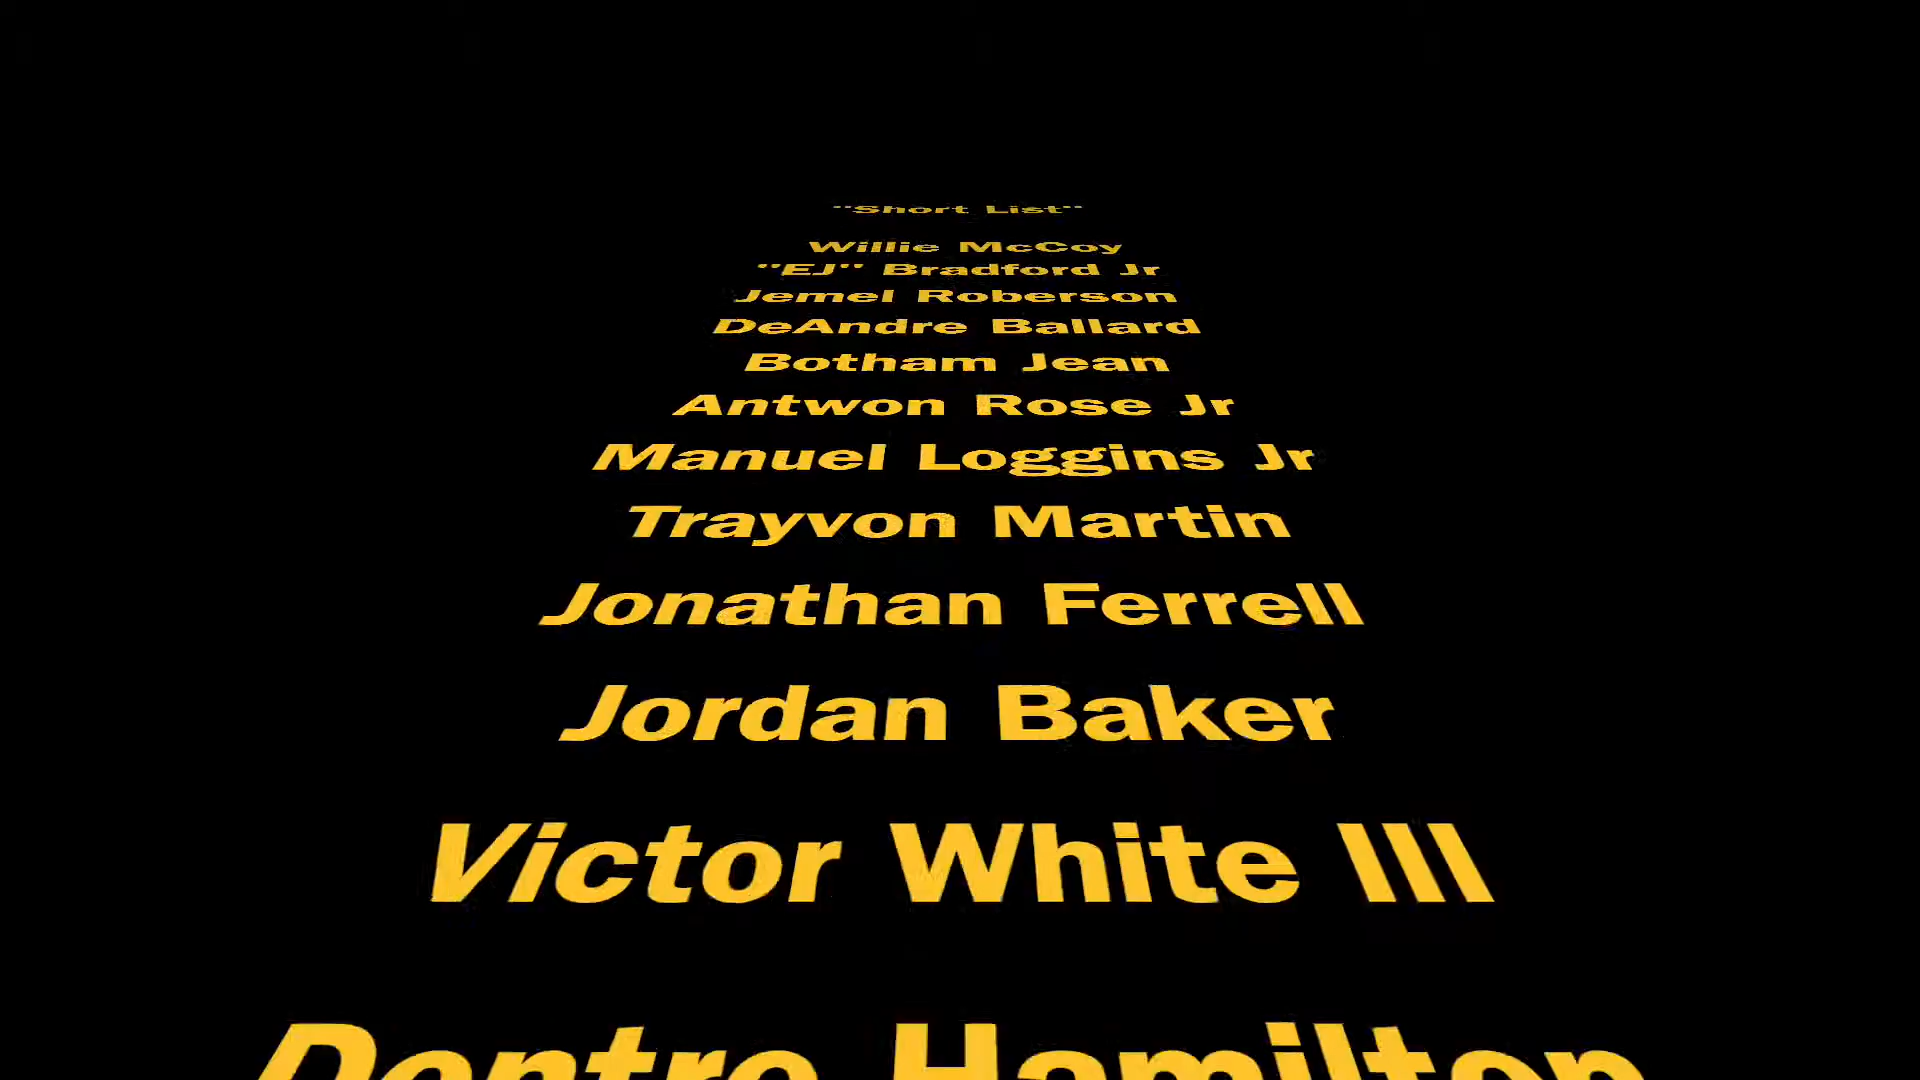 "Short List"
Willie McCoy
"EJ" Bradford Jr
Jemel Roberson
DeAndre Ballard
Botham Jean
Antwon Rose Jr
Manuel Loggins Jr
Trayvon Martin
Jonathan Ferrell
Jordan Baker
Victor White III
Dontre Hamilton